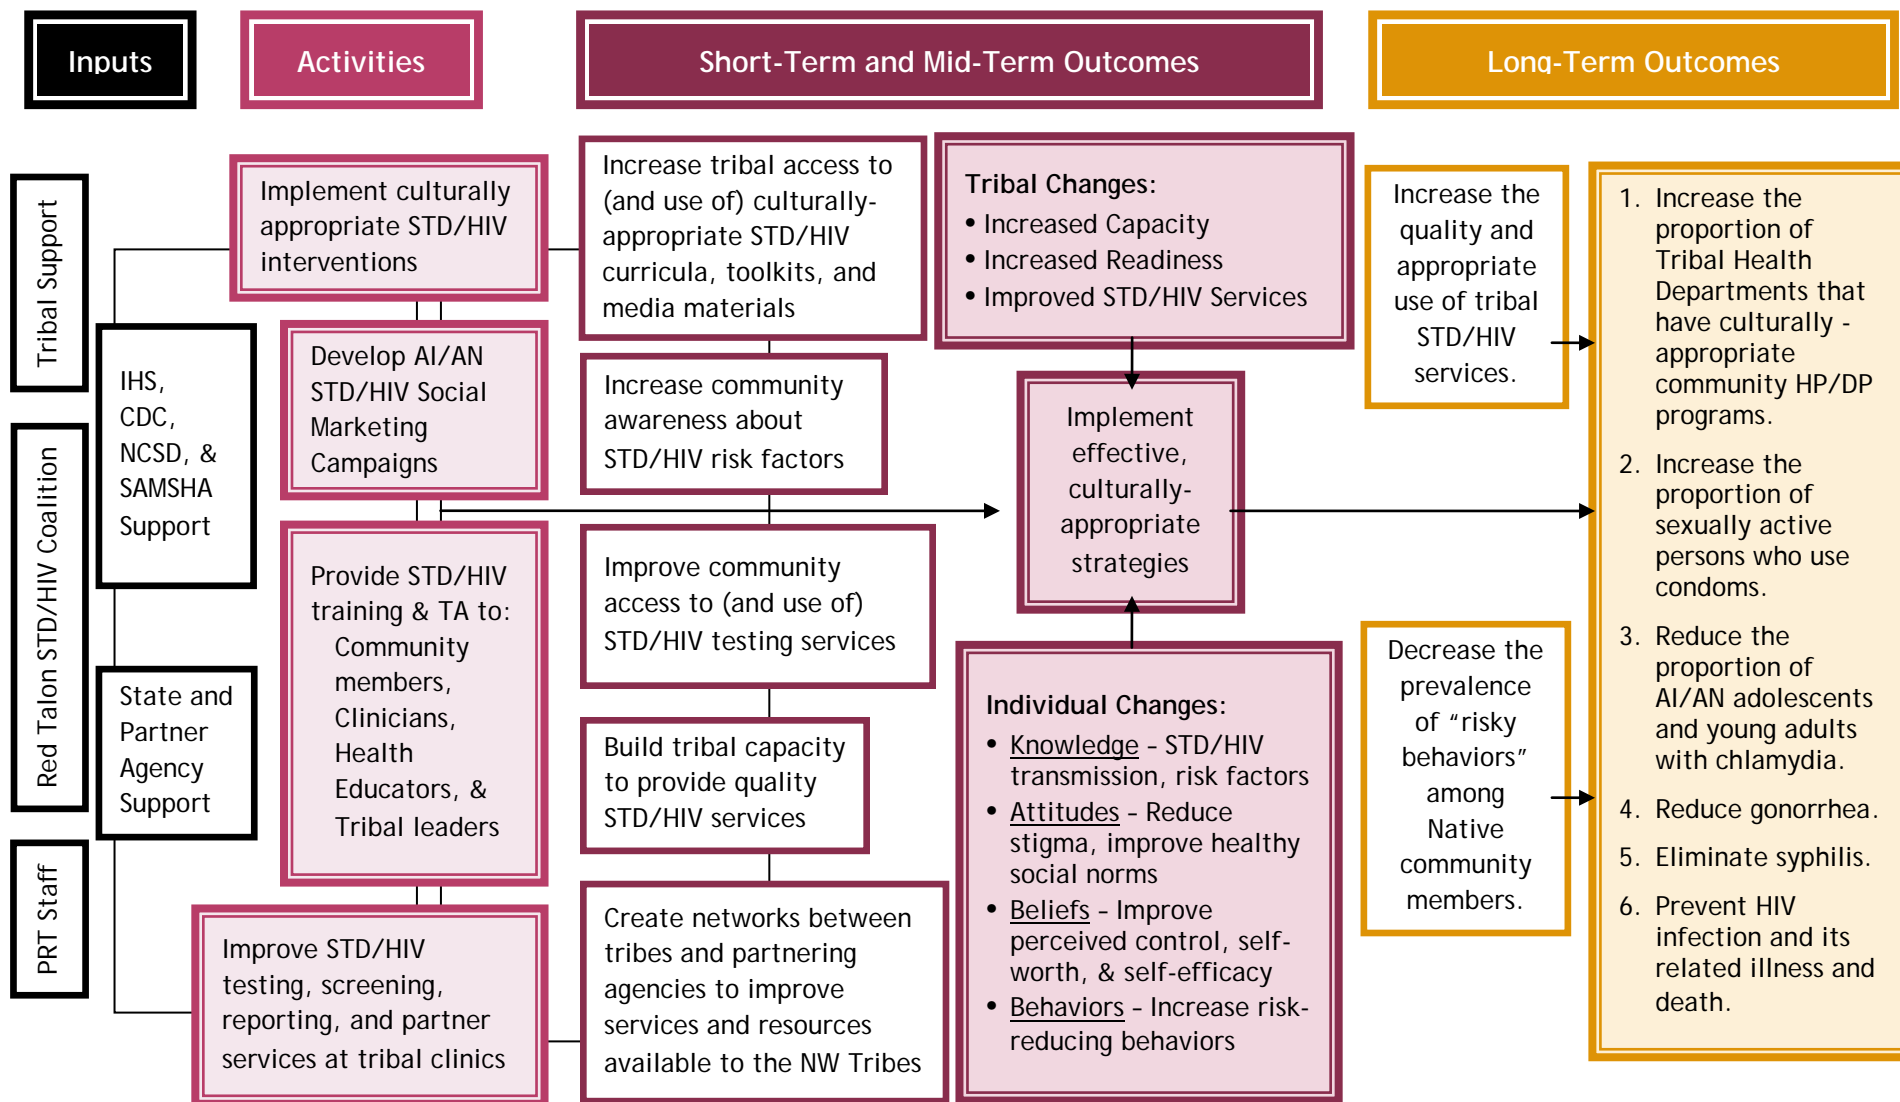 Inputs
Activities
Short-Term and Mid-Term Outcomes
Long-Term Outcomes
Tribal Support
Red Talon STD/HIV Coalition
PRT Staff
IHS,
CDC,
NCSD, &
SAMSHA
Support
State and
Partner
Agency
Support
Implement culturally
appropriate STD/HIV
interventions
Develop AI/AN
STD/HIV Social
Marketing
Campaigns
Provide STD/HIV
training & TA to:
Community
members,
Clinicians,
Health
Educators, &
Tribal leaders
Improve STD/HIV
testing, screening,
reporting, and partner
services at tribal clinics
Increase tribal access to
(and use of) culturally-
appropriate STD/HIV
curricula, toolkits, and
media materials
Increase community
awareness about
STD/HIV risk factors
Improve community
access to (and use of)
STD/HIV testing services
Build tribal capacity
to provide quality
STD/HIV services
Create networks between
tribes and partnering
agencies to improve
services and resources
available to the NW Tribes
Tribal Changes:
• Increased Capacity
• Increased Readiness
• Improved STD/HIV Services
Implement
effective,
culturally-
appropriate
strategies
Individual Changes:
• Knowledge – STD/HIV
transmission, risk factors
• Attitudes – Reduce
stigma, improve healthy
social norms
• Beliefs – Improve
perceived control, self-
worth, & self-efficacy
• Behaviors – Increase risk-
reducing behaviors
Increase the
quality and
appropriate
use of tribal
STD/HIV
services.
Decrease the
prevalence
of “risky
behaviors”
among
Native
community
members.
1. Increase the
proportion of
Tribal Health
Departments that
have culturally -
appropriate
community HP/DP
programs.
2. Increase the
proportion of
sexually active
persons who use
condoms.
3. Reduce the
proportion of
AI/AN adolescents
and young adults
with chlamydia.
4. Reduce gonorrhea.
5. Eliminate syphilis.
6. Prevent HIV
infection and its
related illness and
death.